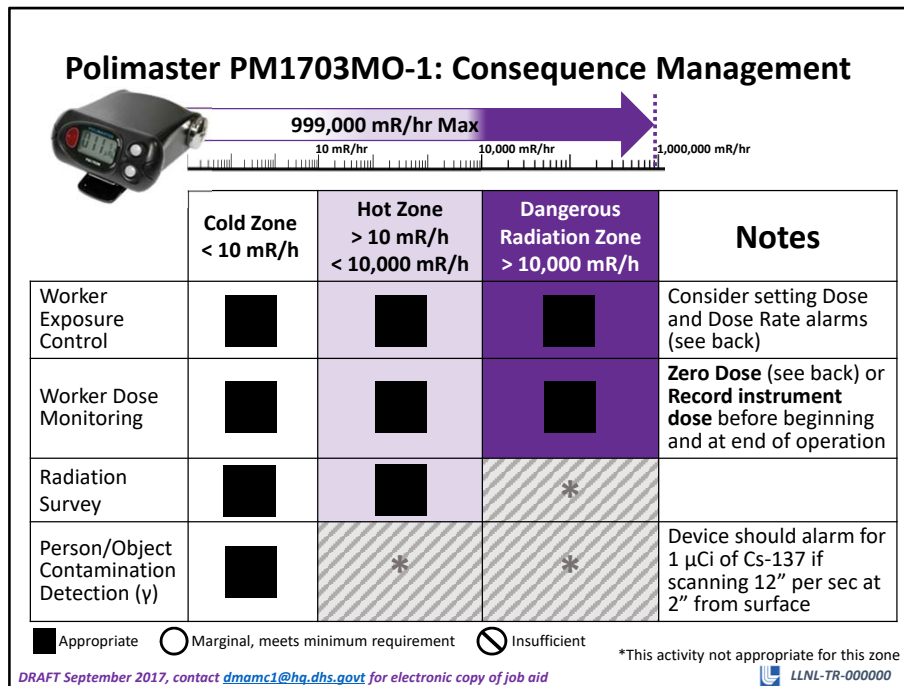 Polimaster PM1703MO-1: Consequence Management
999,000 mR/hr Max
10 mR/hr
10,000 mR/hr
1,000,000 mR/hr
Cold Zone
< 10 mR/h
Hot Zone
> 10 mR/h
< 10,000 mR/h
Dangerous
Radiation Zone
> 10,000 mR/h
Notes
Worker
Exposure
Control
Consider setting Dose
and Dose Rate alarms
(see back)
Worker Dose
Monitoring
Zero Dose (see back) or
Record instrument
dose before beginning
and at end of operation
Radiation
Survey
*
Person/Object
Contamination
Detection (γ)
*
*
Device should alarm for
1 μCi of Cs-137 if
scanning 12” per sec at
2” from surface
Appropriate
Marginal, meets minimum requirement
Insufficient
*This activity not appropriate for this zone
DRAFT September 2017, contact dmamc1@hq.dhs.govt for electronic copy of job aid
LLNL-TR-000000